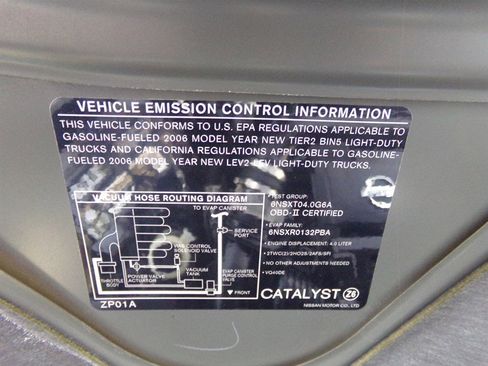 VEHICLE EMISSION CONTROL INFORMATION
THIS VEHICLE CONFORMS TO U.S. EPA REGULATIONS APPLICABLE TO
GASOLINE-FUELED 2006 MODEL YEAR NEW TIER2 BIN5 LIGHT-DUTY
TRUCKS AND CALIFORNIA REGULATIONS APPLICABLE TO GASOLINE-
FUELED 2006 MODEL YEAR NEW LEV2-LEV LIGHT-DUTY TRUCKS.
VACUUM HOSE ROUTING DIAGRAM
TO EVAP CANISTER
SERVICE
PORT
VIAS CONTROL
SOLENOID VALVE
THROTTLE
BODY
POWER VALVE
ACTUATOR
VACUUM
TANK
EVAP CANISTER
PURGE CONTROL
VALVE
FRONT
ZP01A
TEST GROUP:
6NSXT04.0G6A
OBD-II CERTIFIED
EVAP FAMILY:
6NSXR0132PBA
ENGINE DISPLACEMENT: 4.0 LITER
2TWC(2)/2HO2S/2AF/SFI
NO OTHER ADJUSTMENTS NEEDED
VQ40DE
CATALYST Z6
NISSAN MOTOR CO., LTD.